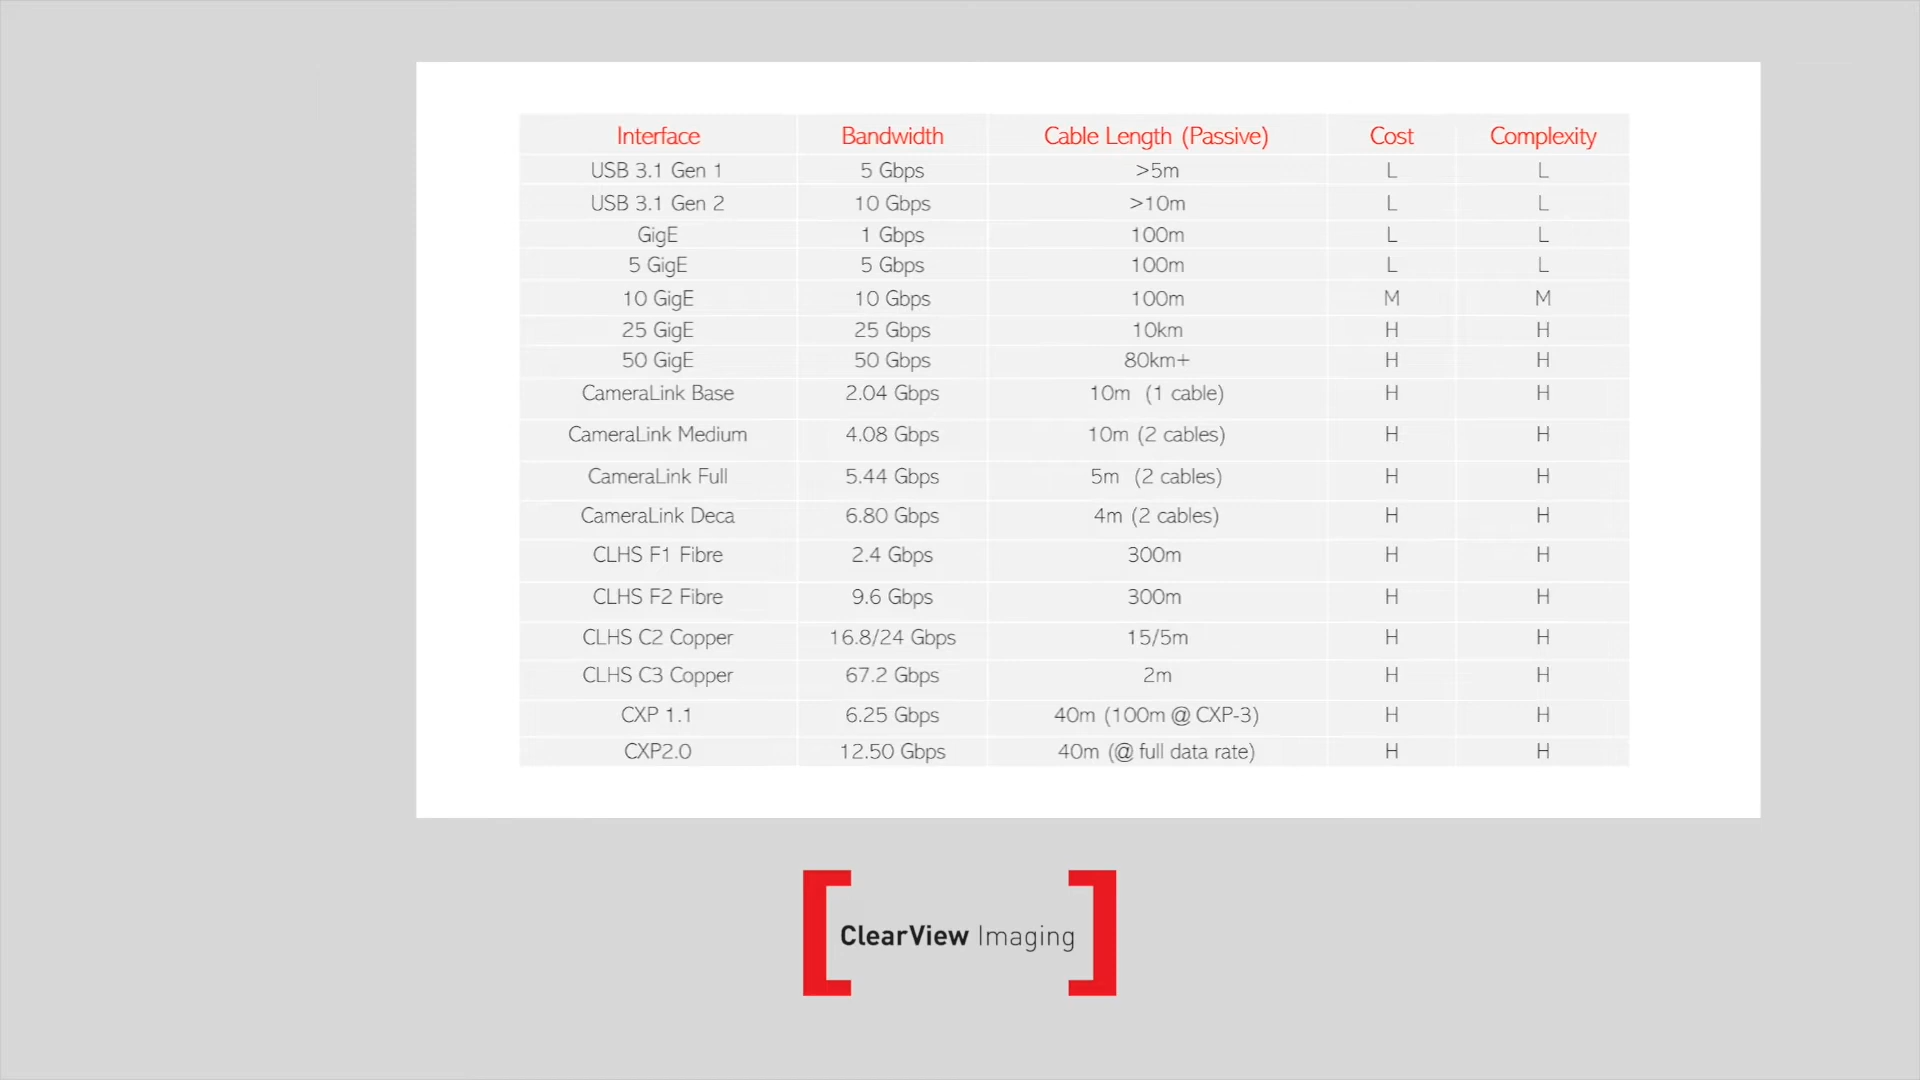 Interface Bandwidth Cable Length (Passive) Cost Complexity
USB 3.1 Gen 1 5 Gbps >5m L L
USB 3.1 Gen 2 10 Gbps >10m L L
GigE 1 Gbps 100m L L
5 GigE 5 Gbps 100m L L
10 GigE 10 Gbps 100m M M
25 GigE 25 Gbps 10km H H
50 GigE 50 Gbps 80km+ H H
CameraLink Base 2.04 Gbps 10m (1 cable) H H
CameraLink Medium 4.08 Gbps 10m (2 cables) H H
CameraLink Full 5.44 Gbps 5m (2 cables) H H
CameraLink Deca 6.80 Gbps 4m (2 cables) H H
CLHS F1 Fibre 2.4 Gbps 300m H H
CLHS F2 Fibre 9.6 Gbps 300m H H
CLHS C2 Copper 16.8/24 Gbps 15/5m H H
CLHS C3 Copper 67.2 Gbps 2m H H
CXP 1.1 6.25 Gbps 40m (100m @ CXP-3) H H
CXP2.0 12.50 Gbps 40m (@ full data rate) H H
ClearView Imaging